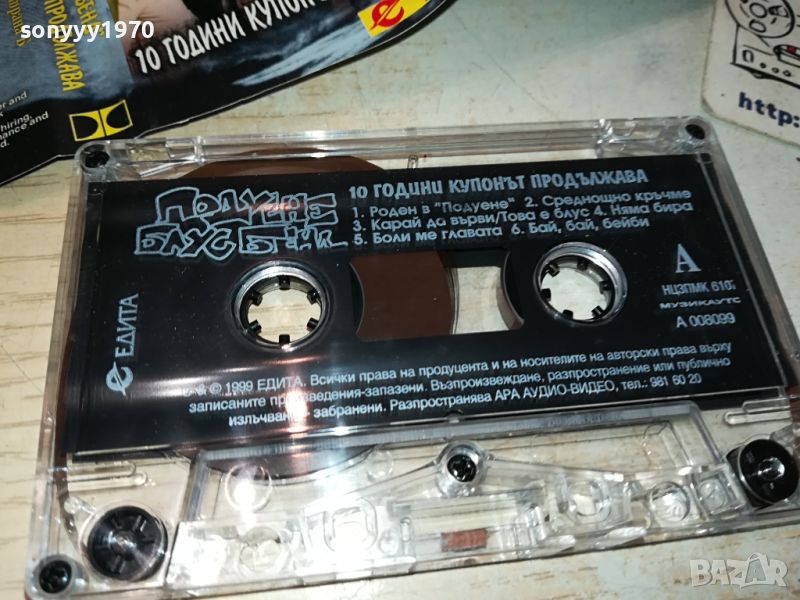 sonyyy1970
10 ГОДИНИ КУПОН
ПРОДЪЛЖАВА
http:
ПОДУЕНЕ
БЛУС БЕНД
10 ГОДИНИ КУПОНЪТ ПРОДЪЛЖАВА
1. Роден в "Подуене" 2. Среднощно кръчме
3. Карай да върви/Това е блус 4. Няма бира
5. Боли ме главата 6. Бай, бай, бейби
A
НЦЗПМК 610
МУЗИКАУТС
А 008099
ЕДИТА
℗ & © 1999 ЕДИТА. Всички права на продуцента и на носителите на авторски права върху
записаните произведения-запазени. Възпроизвеждане, разпространение или публично
излъчване - забранени. Разпространява АРА АУДИО-ВИДЕО, тел.: 981 60 20
BAZAR